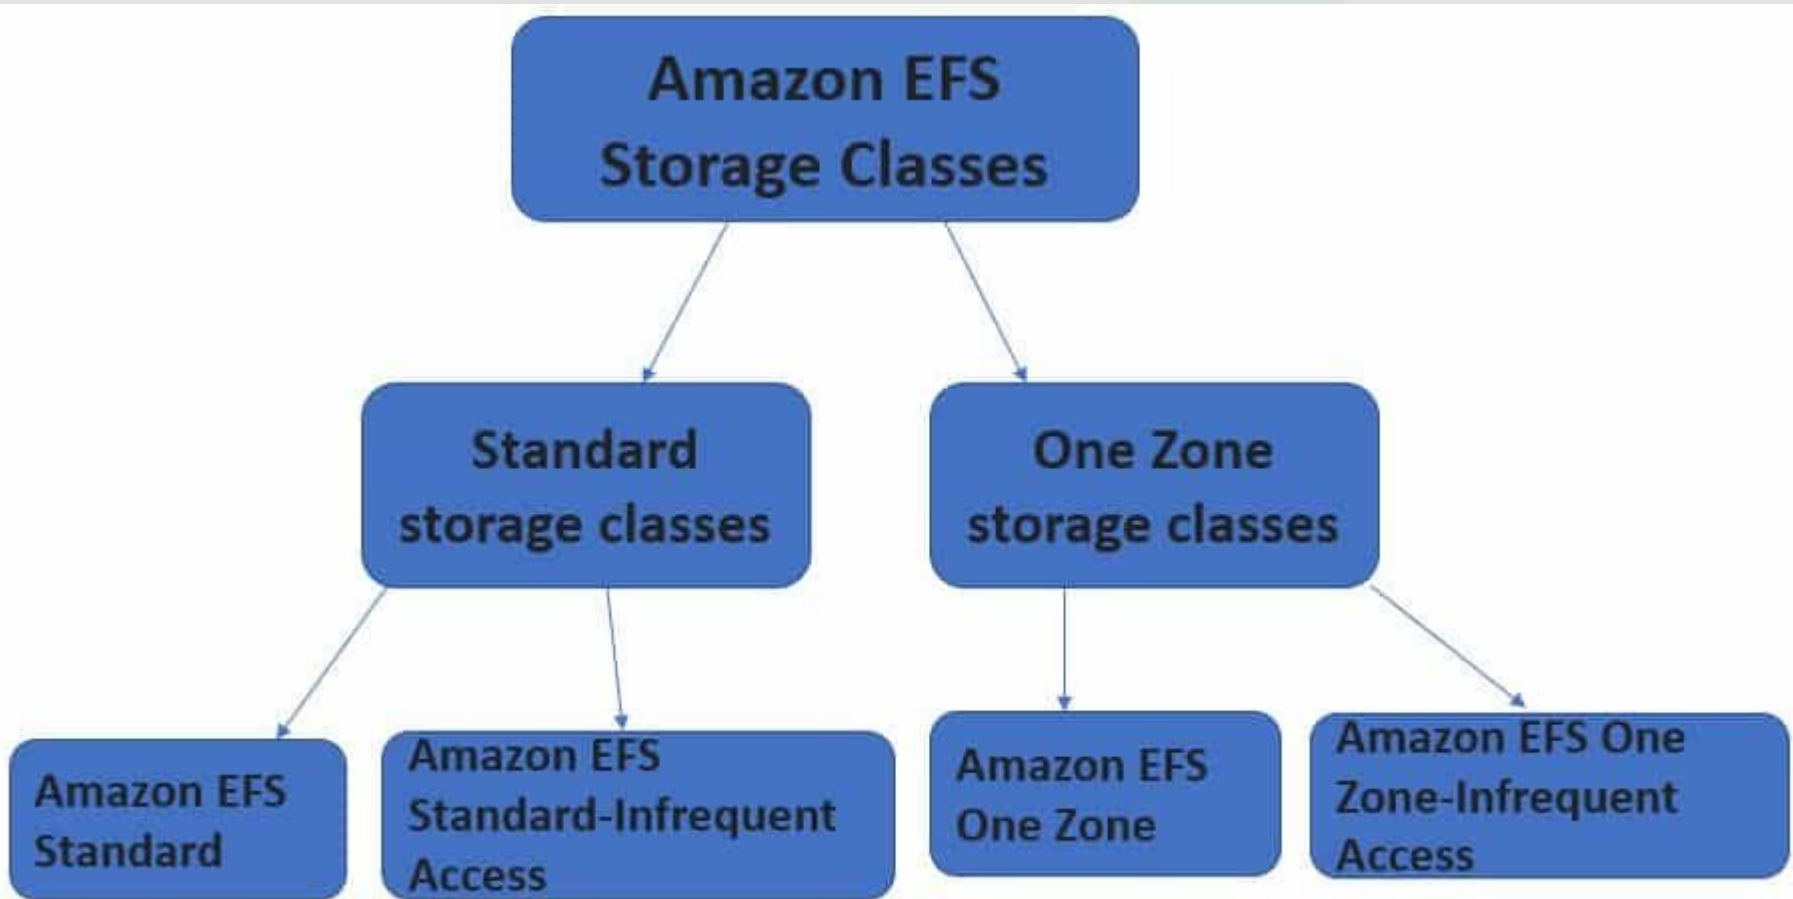 Amazon EFS
Storage Classes
Standard
storage classes
One Zone
storage classes
Amazon EFS
Standard
Amazon EFS
Standard-Infrequent
Access
Amazon EFS
One Zone
Amazon EFS One
Zone-Infrequent
Access